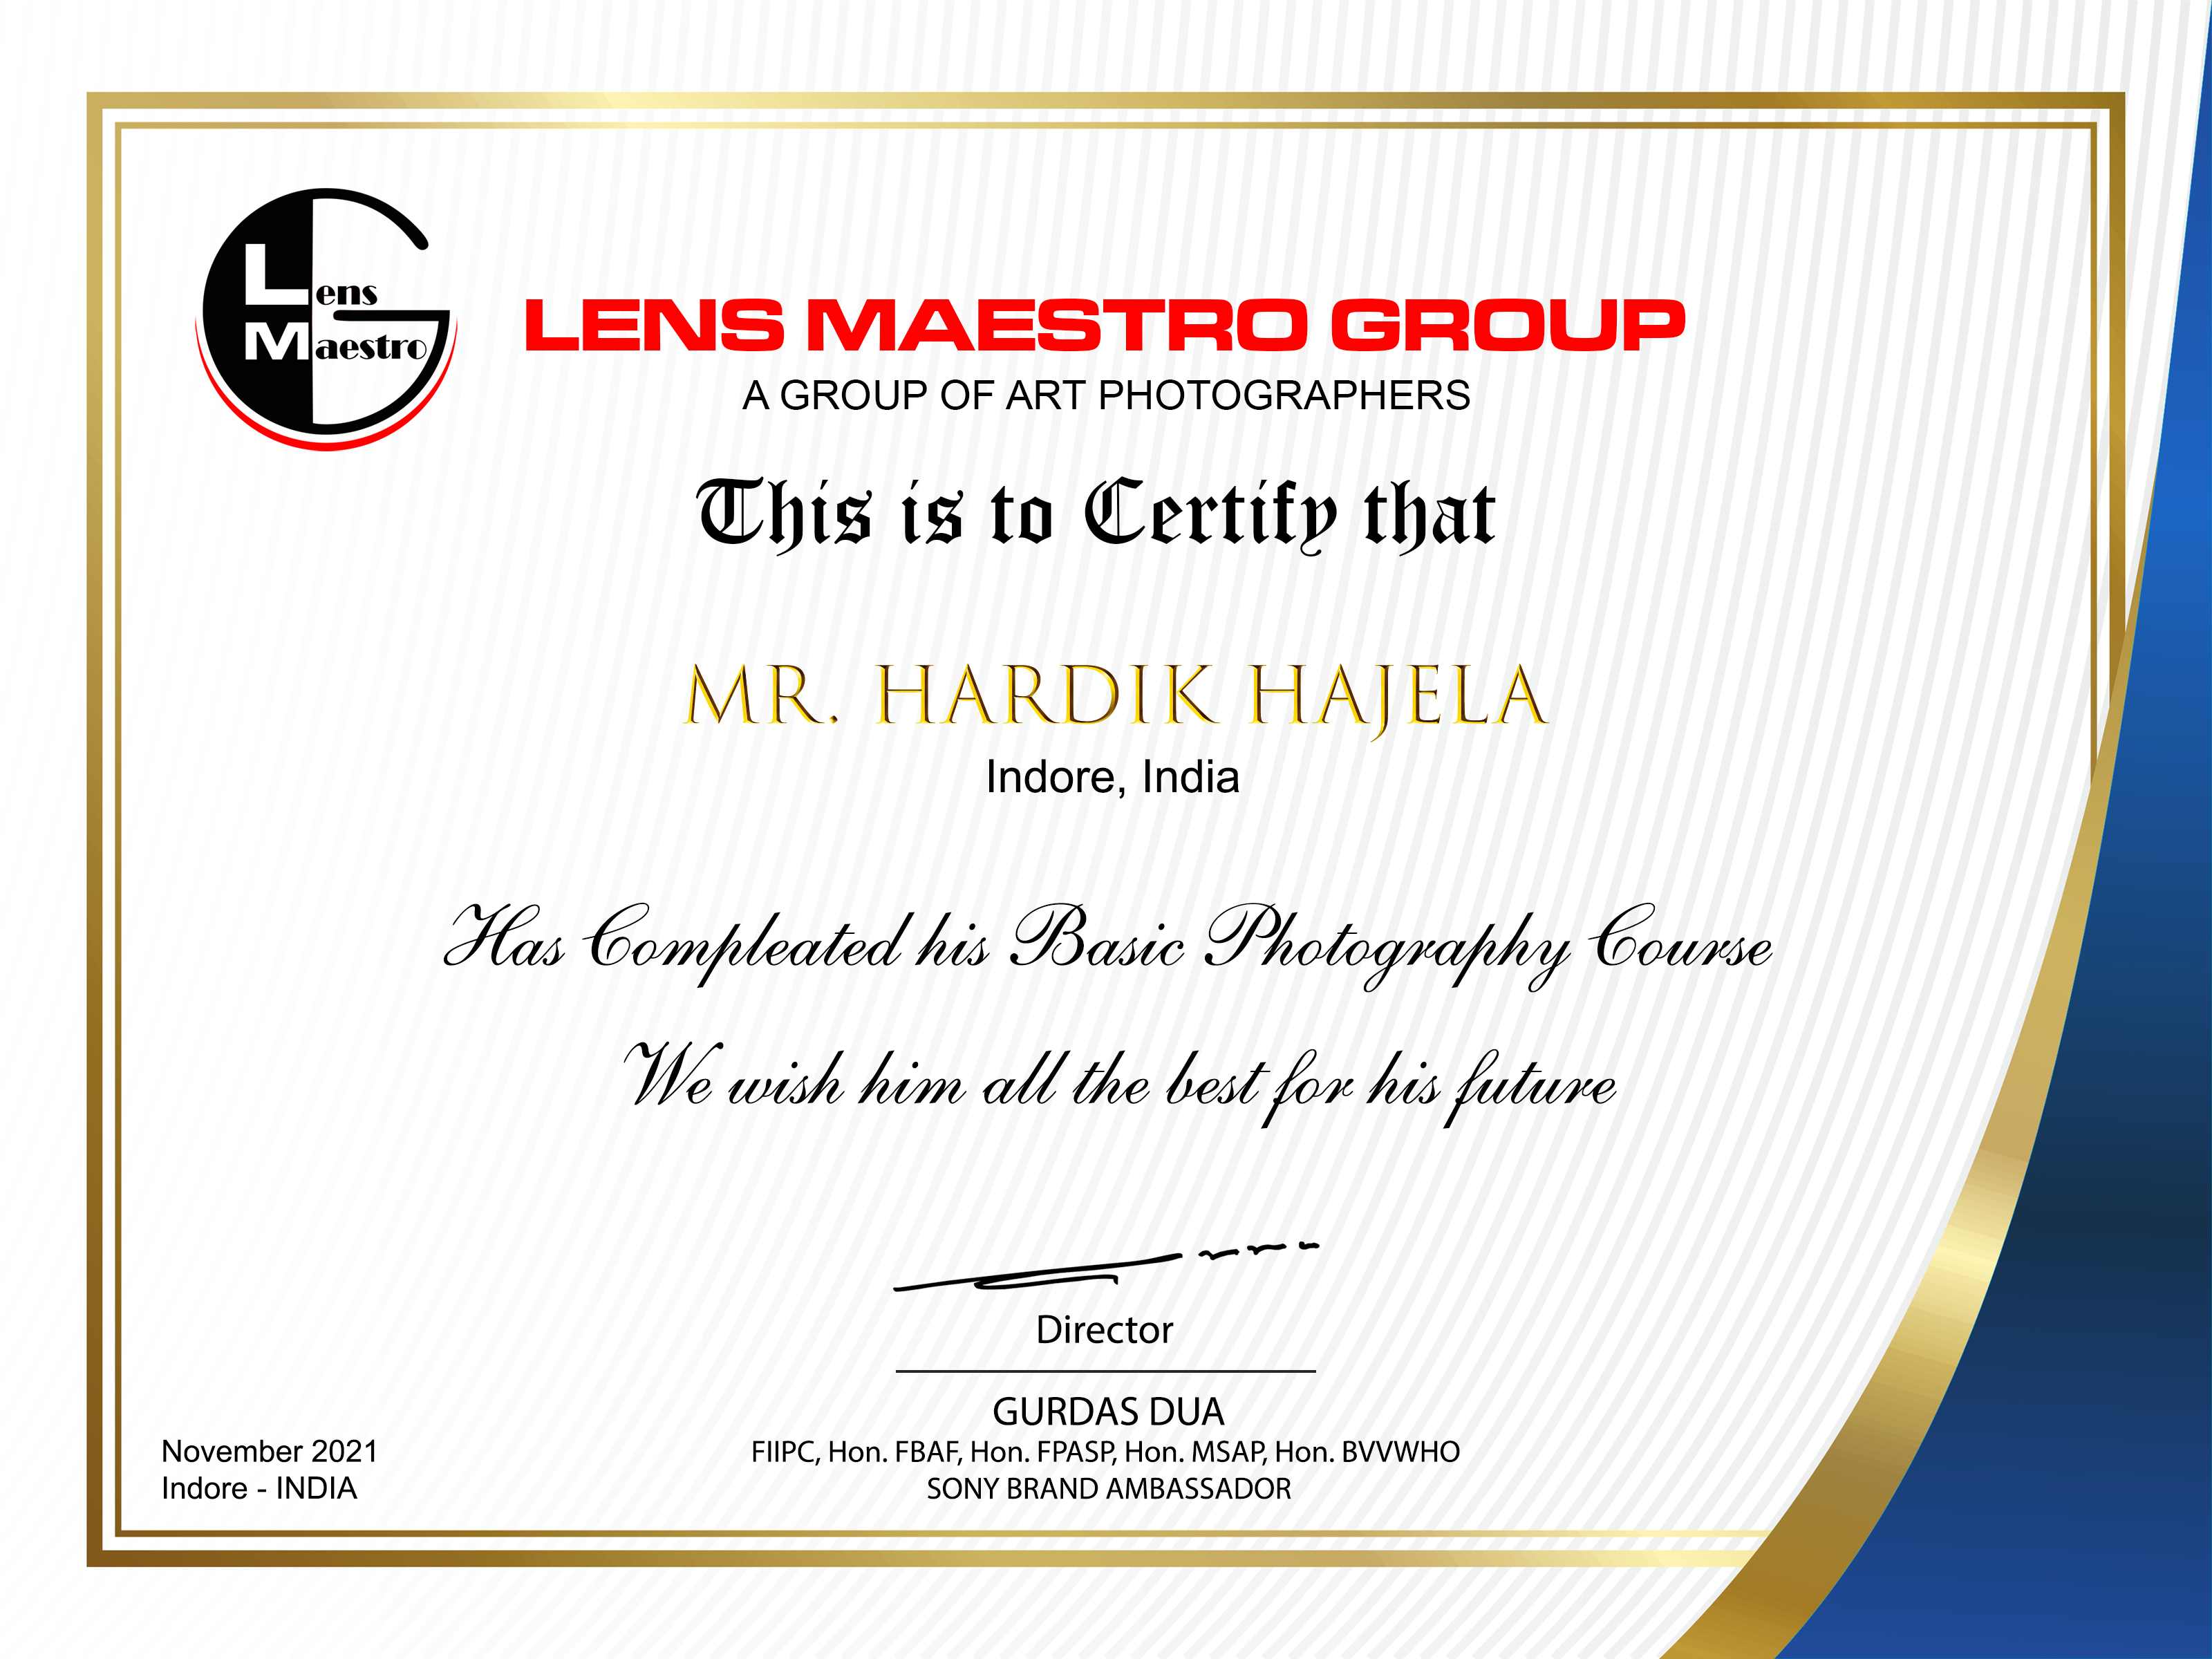 Lens
Maestro
LENS MAESTRO GROUP
A GROUP OF ART PHOTOGRAPHERS
This is to Certify that
MR. HARDIK HAJELA
Indore, India
Has Compleated his Basic Photography Course
We wish him all the best for his future
Director
GURDAS DUA
FIIPC, Hon. FBAF, Hon. FPASP, Hon. MSAP, Hon. BVVWHO
SONY BRAND AMBASSADOR
November 2021
Indore - INDIA